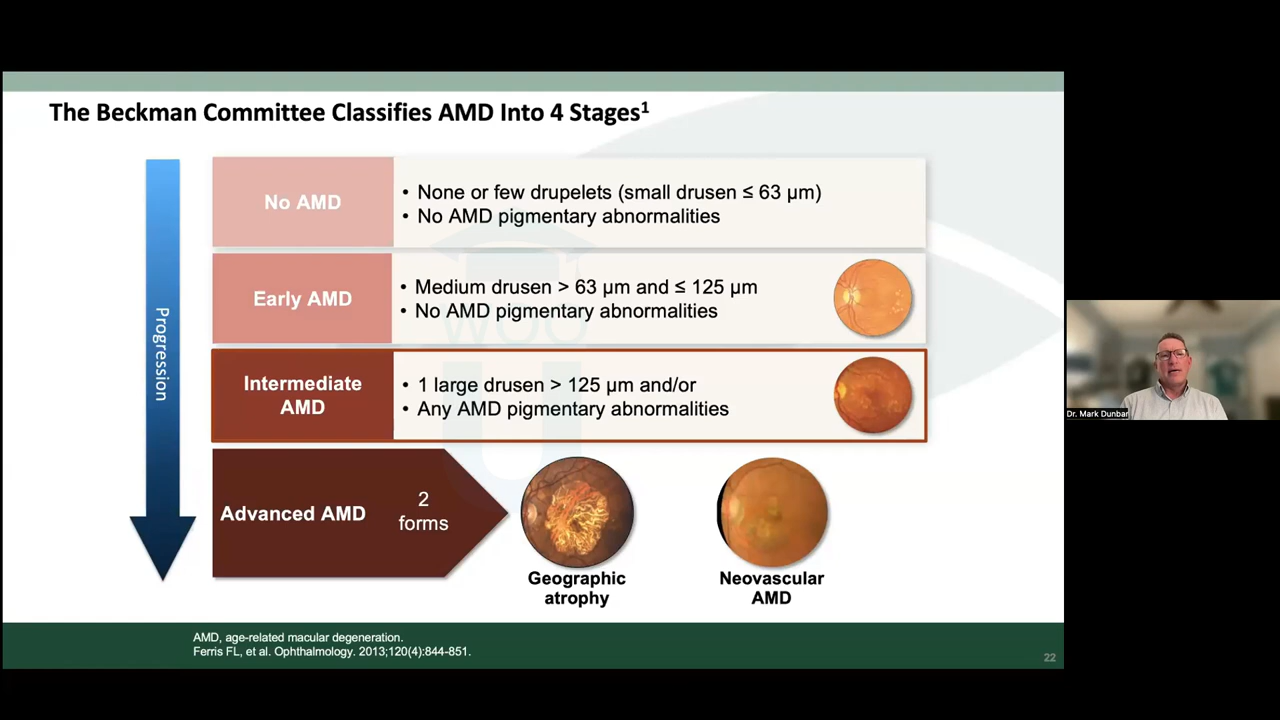 The Beckman Committee Classifies AMD Into 4 Stages¹
Progression
No AMD
• None or few drupelets (small drusen ≤ 63 µm)
• No AMD pigmentary abnormalities
Early AMD
• Medium drusen > 63 µm and ≤ 125 µm
• No AMD pigmentary abnormalities
Intermediate
AMD
• 1 large drusen > 125 µm and/or
• Any AMD pigmentary abnormalities
Advanced AMD
2
forms
Geographic
atrophy
Neovascular
AMD
WOO
U
AMD, age-related macular degeneration.
Ferris FL, et al. Ophthalmology. 2013;120(4):844-851.
22
Dr. Mark Dunbar